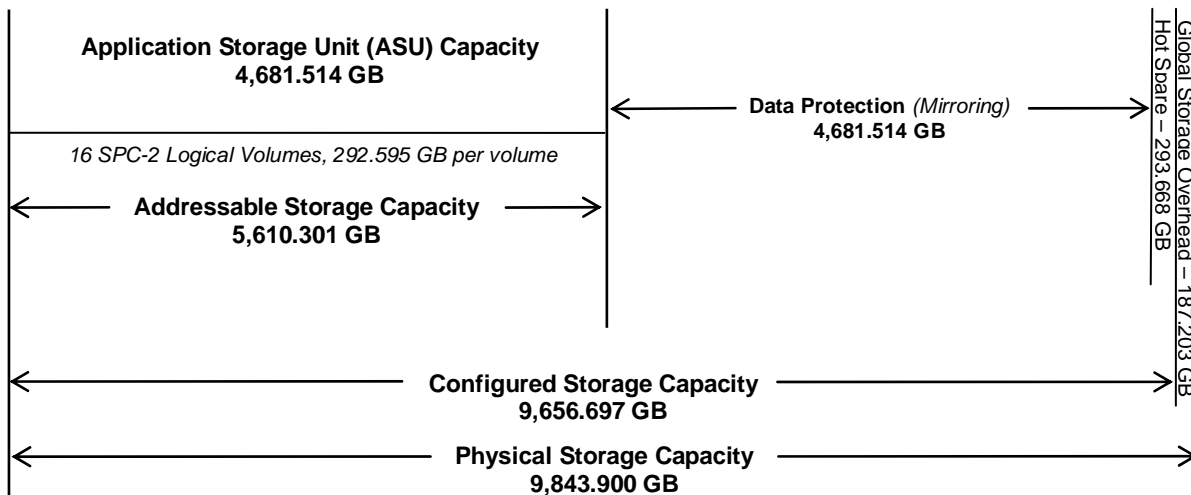 Application Storage Unit (ASU) Capacity
4,681.514 GB
Data Protection (Mirroring)
4,681.514 GB
16 SPC-2 Logical Volumes, 292.595 GB per volume
Addressable Storage Capacity
5,610.301 GB
Hot Spare – 293.668 GB
Global Storage Overhead – 187.203 GB
Configured Storage Capacity
9,656.697 GB
Physical Storage Capacity
9,843.900 GB